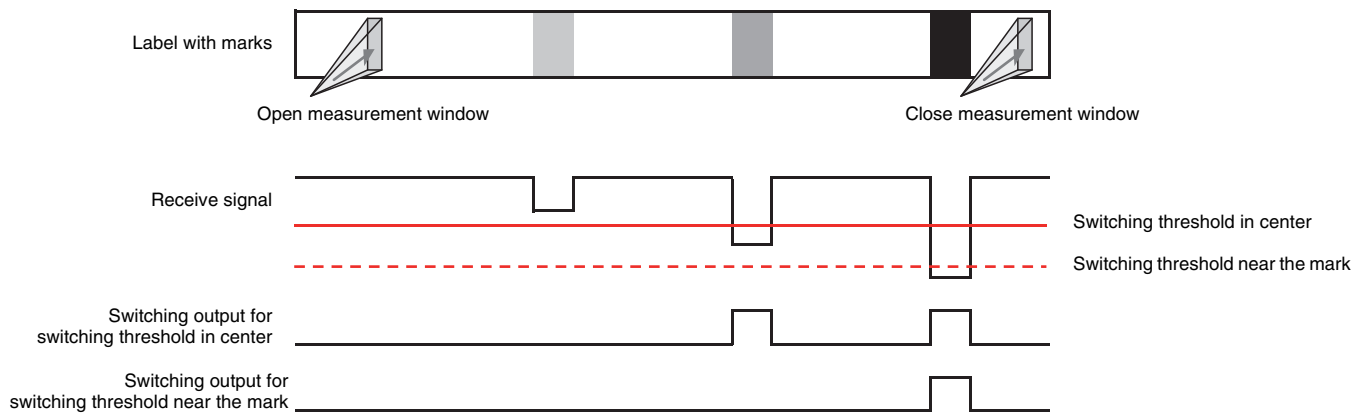 Label with marks
Open measurement window
Close measurement window
Receive signal
Switching threshold in center
Switching threshold near the mark
Switching output for
switching threshold in center
Switching output for
switching threshold near the mark